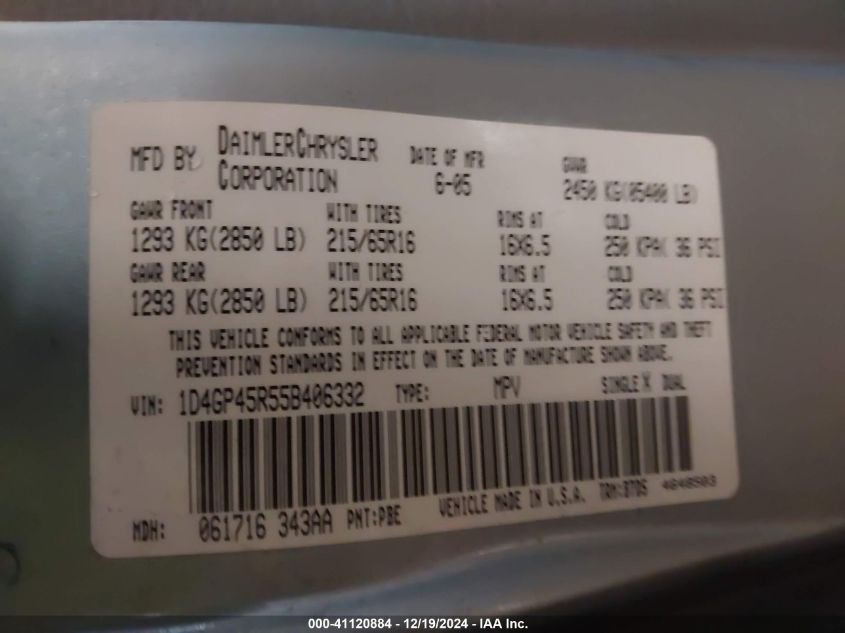 MFD BY DAIMLERCHRYSLER CORPORATION DATE OF MFR 6-05 GVWR 2450 KG(05400 LB)
GAWR FRONT WITH TIRES RIMS AT COLD
1293 KG(2850 LB) 215/65R16 16X6.5 250 KPA( 36 PSI
GAWR REAR WITH TIRES RIMS AT COLD
1293 KG(2850 LB) 215/65R16 16X6.5 250 KPA( 36 PSI
THIS VEHICLE CONFORMS TO ALL APPLICABLE FEDERAL MOTOR VEHICLE SAFETY AND THEFT
PREVENTION STANDARDS IN EFFECT ON THE DATE OF MANUFACTURE SHOWN ABOVE.
VIN: 1D4GP45R55B406332 TYPE: MPV SINGLE X DUAL
MDH: 061716 343AA PNT:PBE VEHICLE MADE IN U.S.A. TRM:B7D5 4648503
000-41120884 - 12/19/2024 - IAA Inc.